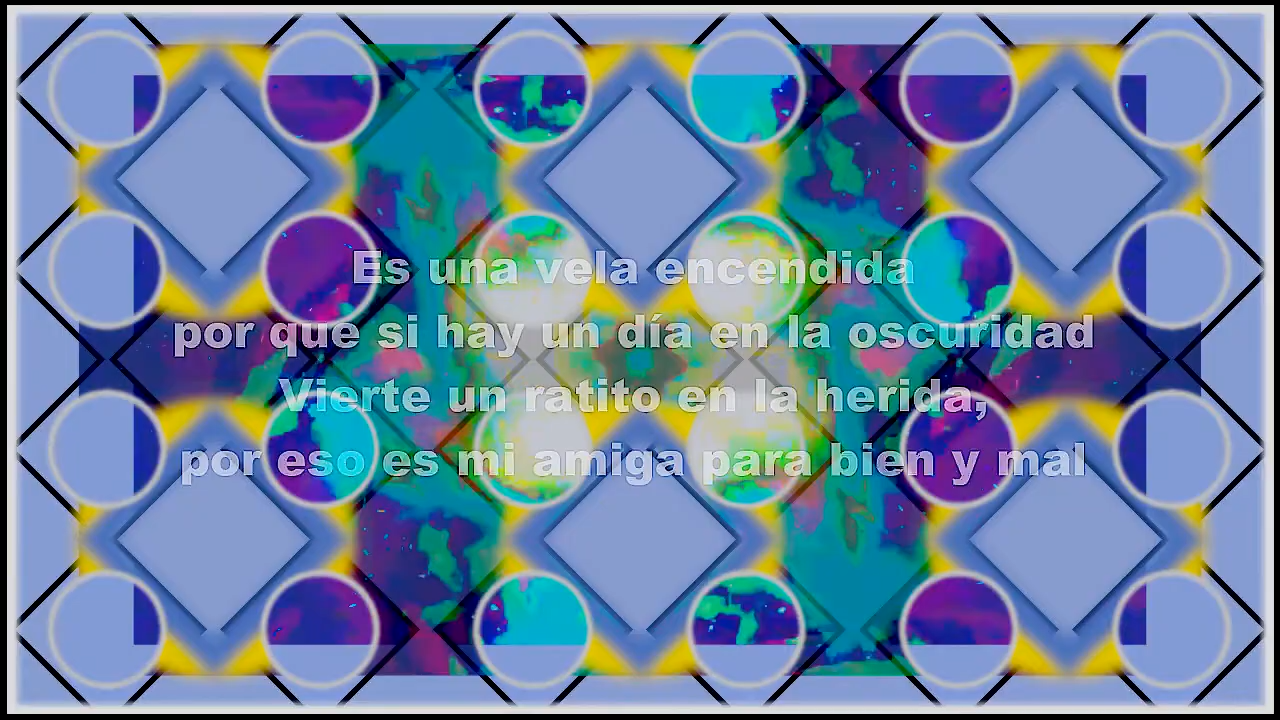 Es una vela encendida
por que si hay un día en la oscuridad
Vierte un ratito en la herida,
por eso es mi amiga para bien y mal